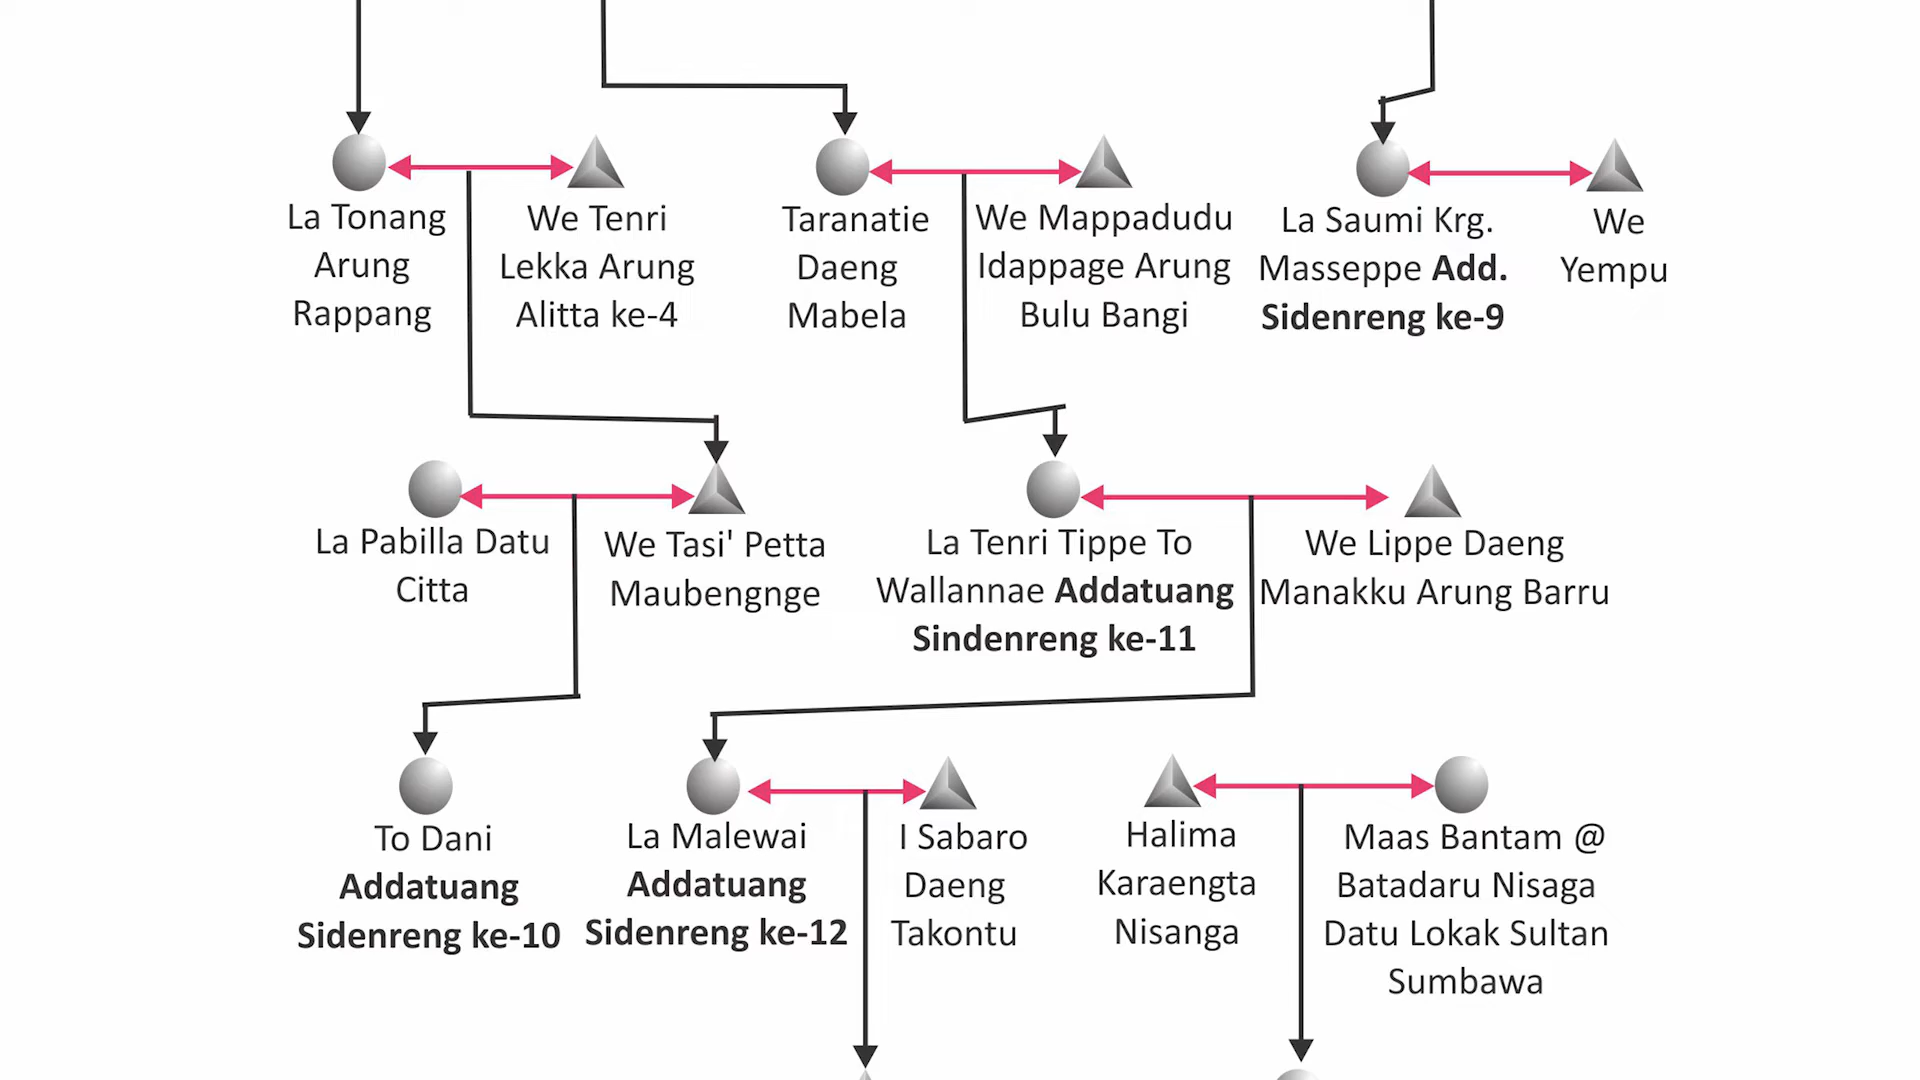 La Tonang
Arung
Rappang
We Tenri
Lekka Arung
Alitta ke-4
Taranatie
Daeng
Mabela
We Mappadudu
Idappage Arung
Bulu Bangi
La Saumi Krg.
Masseppe Add.
Sidenreng ke-9
We
Yempu
La Pabilla Datu
Citta
We Tasi' Petta
Maubengnge
La Tenri Tippe To
Wallannae Addatuang
Sindenreng ke-11
We Lippe Daeng
Manakku Arung Barru
To Dani
Addatuang
Sidenreng ke-10
La Malewai
Addatuang
Sidenreng ke-12
I Sabaro
Daeng
Takontu
Halima
Karaengta
Nisanga
Maas Bantam @
Batadaru Nisaga
Datu Lokak Sultan
Sumbawa